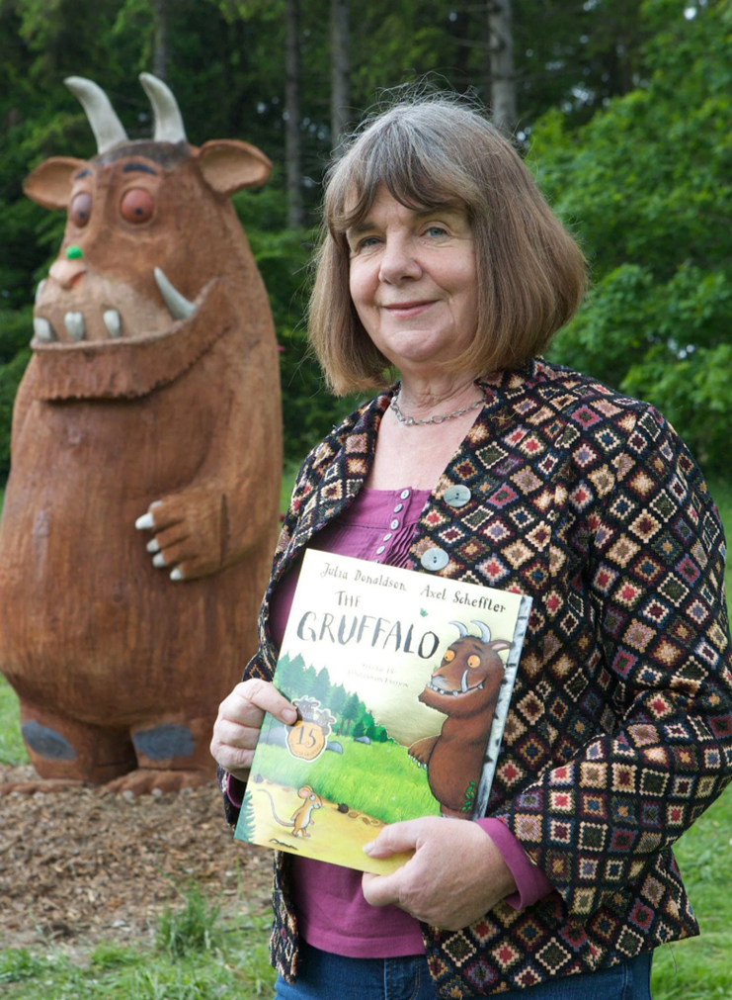 Julia Donaldson Axel Scheffler
THE
GRUFFALO
15